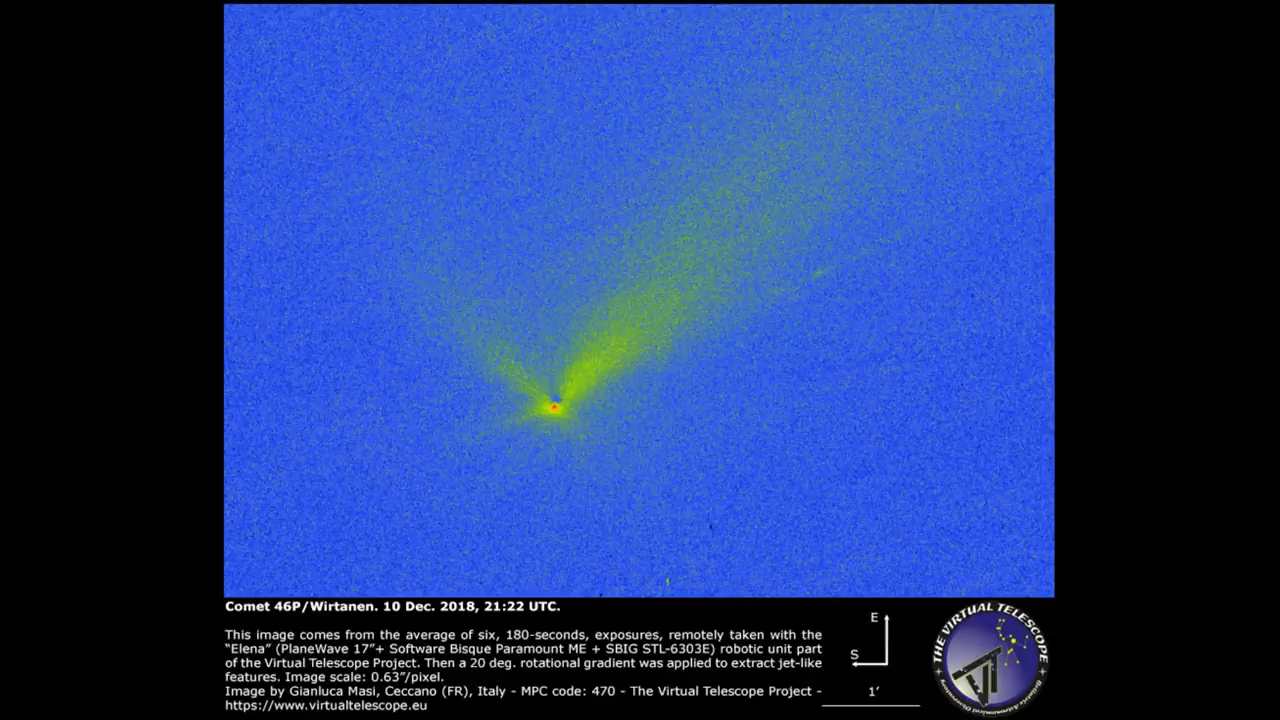 Comet 46P/Wirtanen. 10 Dec. 2018, 21:22 UTC.
This image comes from the average of six, 180-seconds, exposures, remotely taken with the
“Elena” (PlaneWave 17”+ Software Bisque Paramount ME + SBIG STL-6303E) robotic unit part
of the Virtual Telescope Project. Then a 20 deg. rotational gradient was applied to extract jet-like
features. Image scale: 0.63”/pixel.
Image by Gianluca Masi, Ceccano (FR), Italy - MPC code: 470 - The Virtual Telescope Project -
https://www.virtualtelescope.eu
E
S
1’
THE VIRTUAL TELESCOPE
VT
Bellatrix Astronomical Observatory